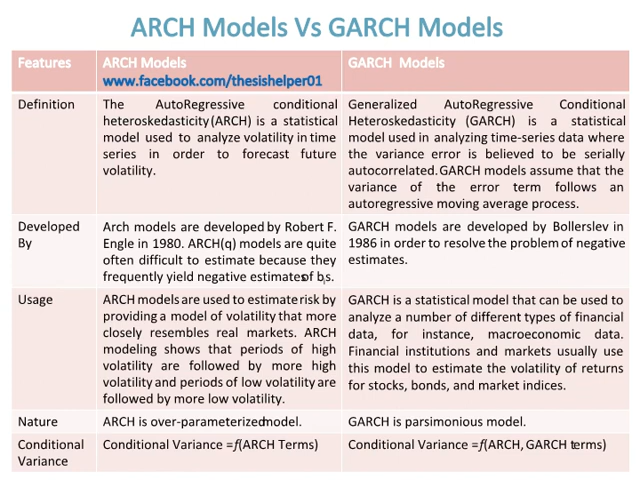 ARCH Models Vs GARCH Models
Features
ARCH Models
www.facebook.com/thesishelper01
GARCH Models
Definition
The AutoRegressive conditional
heteroskedasticity (ARCH) is a statistical
model used to analyze volatility in time
series in order to forecast future
volatility.
Generalized AutoRegressive Conditional
Heteroskedasticity (GARCH) is a statistical
model used in analyzing time-series data where
the variance error is believed to be serially
autocorrelated. GARCH models assume that the
variance of the error term follows an
autoregressive moving average process.
Developed
By
Arch models are developed by Robert F.
Engle in 1980. ARCH(q) models are quite
often difficult to estimate because they
frequently yield negative estimates of bᵢs.
GARCH models are developed by Bollerslev in
1986 in order to resolve the problem of negative
estimates.
Usage
ARCH models are used to estimate risk by
providing a model of volatility that more
closely resembles real markets. ARCH
modeling shows that periods of high
volatility are followed by more high
volatility and periods of low volatility are
followed by more low volatility.
GARCH is a statistical model that can be used to
analyze a number of different types of financial
data, for instance, macroeconomic data.
Financial institutions and markets usually use
this model to estimate the volatility of returns
for stocks, bonds, and market indices.
Nature
ARCH is over-parameterized model.
GARCH is parsimonious model.
Conditional
Variance
Conditional Variance =f(ARCH Terms)
Conditional Variance =f(ARCH, GARCH terms)